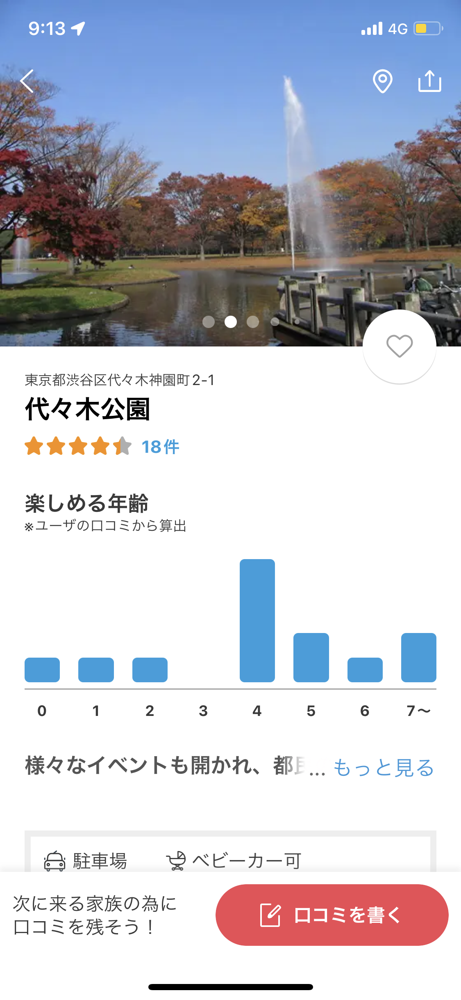 9:13
4G
東京都渋谷区代々木神園町2-1
代々木公園
18件
楽しめる年齢
※ユーザの口コミから算出
0 1 2 3 4 5 6 7〜
様々なイベントも開かれ、都... もっと見る
駐車場 ベビーカー可
次に来る家族の為に
口コミを残そう！
口コミを書く